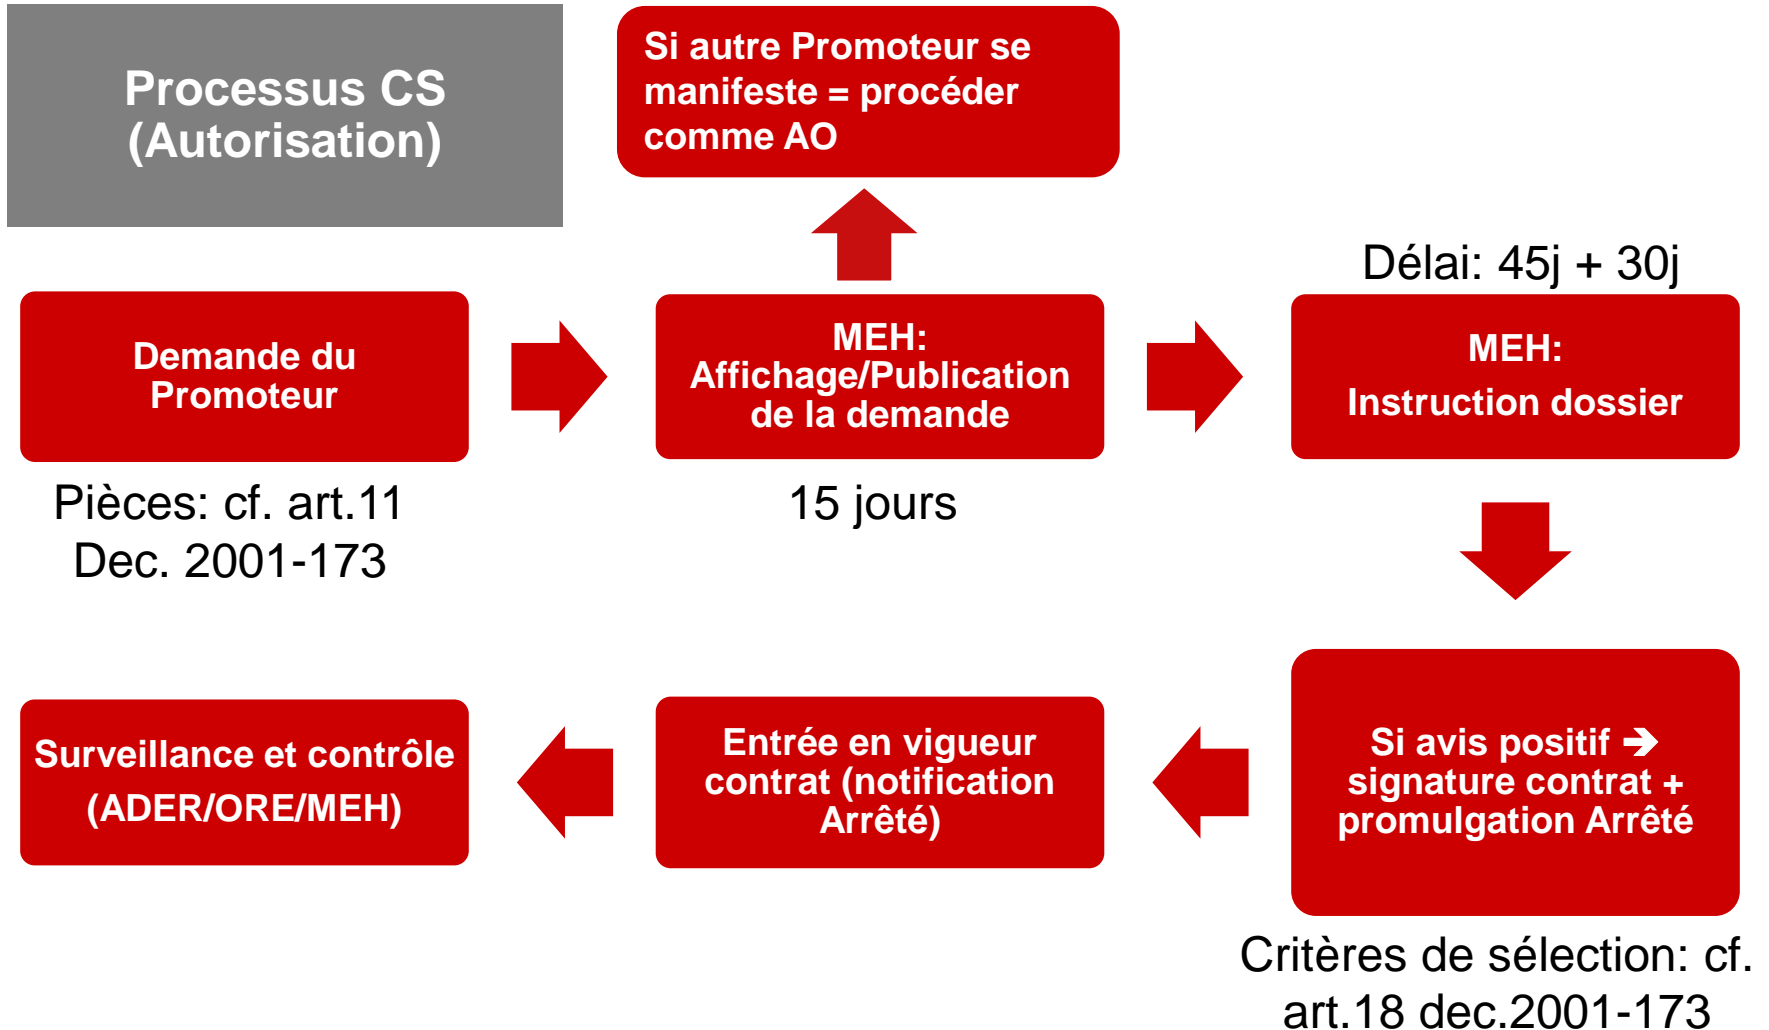 Processus CS
(Autorisation)
Si autre Promoteur se
manifeste = procéder
comme AO
Demande du
Promoteur
Pièces: cf. art.11
Dec. 2001-173
MEH:
Affichage/Publication
de la demande
15 jours
Délai: 45j + 30j
MEH:
Instruction dossier
Si avis positif ➔
signature contrat +
promulgation Arrêté
Critères de sélection: cf.
art.18 dec.2001-173
Entrée en vigueur
contrat (notification
Arrêté)
Surveillance et contrôle
(ADER/ORE/MEH)